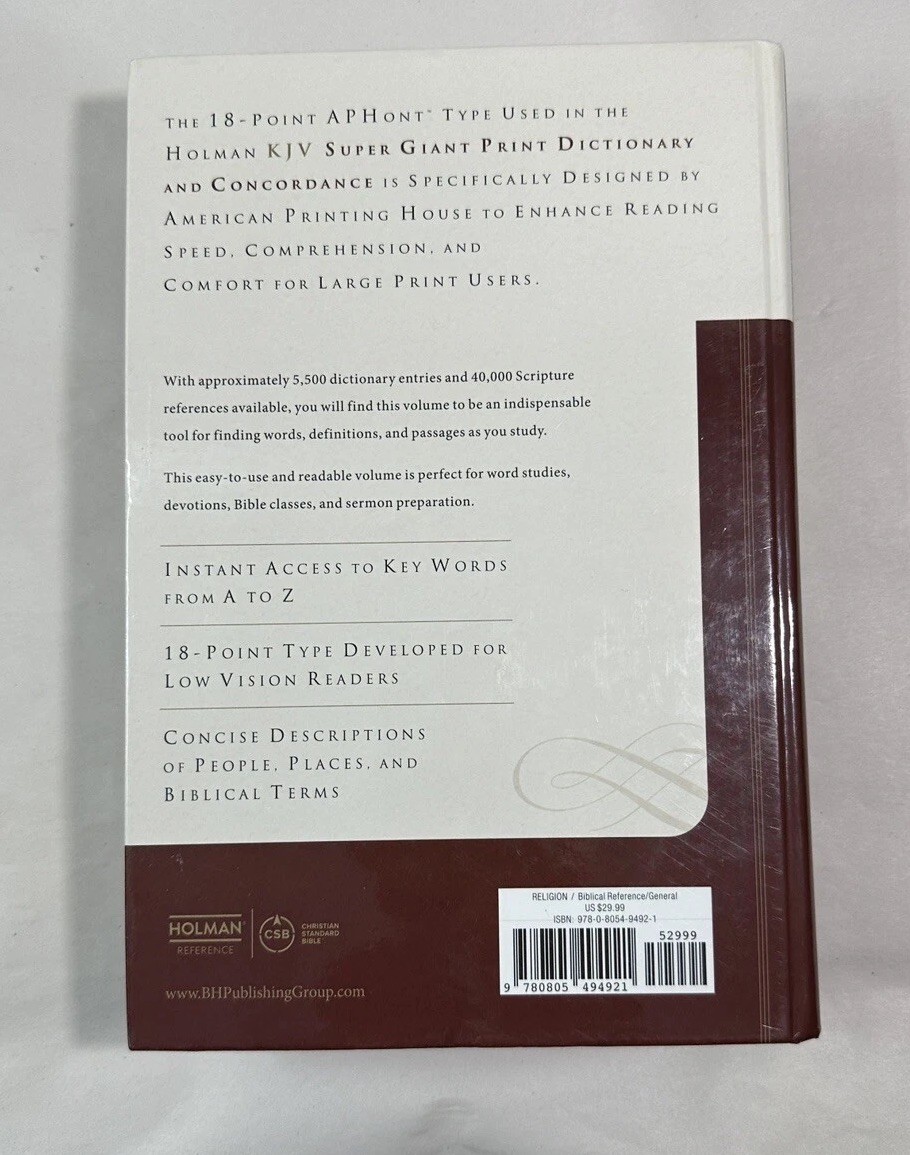 THE 18-POINT APHONT™ TYPE USED IN THE
HOLMAN KJV SUPER GIANT PRINT DICTIONARY
AND CONCORDANCE IS SPECIFICALLY DESIGNED BY
AMERICAN PRINTING HOUSE TO ENHANCE READING
SPEED, COMPREHENSION, AND
COMFORT FOR LARGE PRINT USERS.
With approximately 5,500 dictionary entries and 40,000 Scripture
references available, you will find this volume to be an indispensable
tool for finding words, definitions, and passages as you study.
This easy-to-use and readable volume is perfect for word studies,
devotions, Bible classes, and sermon preparation.
INSTANT ACCESS TO KEY WORDS
FROM A TO Z
18-POINT TYPE DEVELOPED FOR
LOW VISION READERS
CONCISE DESCRIPTIONS
OF PEOPLE, PLACES, AND
BIBLICAL TERMS
HOLMAN®
REFERENCE
CSB
CHRISTIAN
STANDARD
BIBLE
www.BHPublishingGroup.com
RELIGION / Biblical Reference/General
US $29.99
ISBN: 978-0-8054-9492-1
52999
9 780805 494921